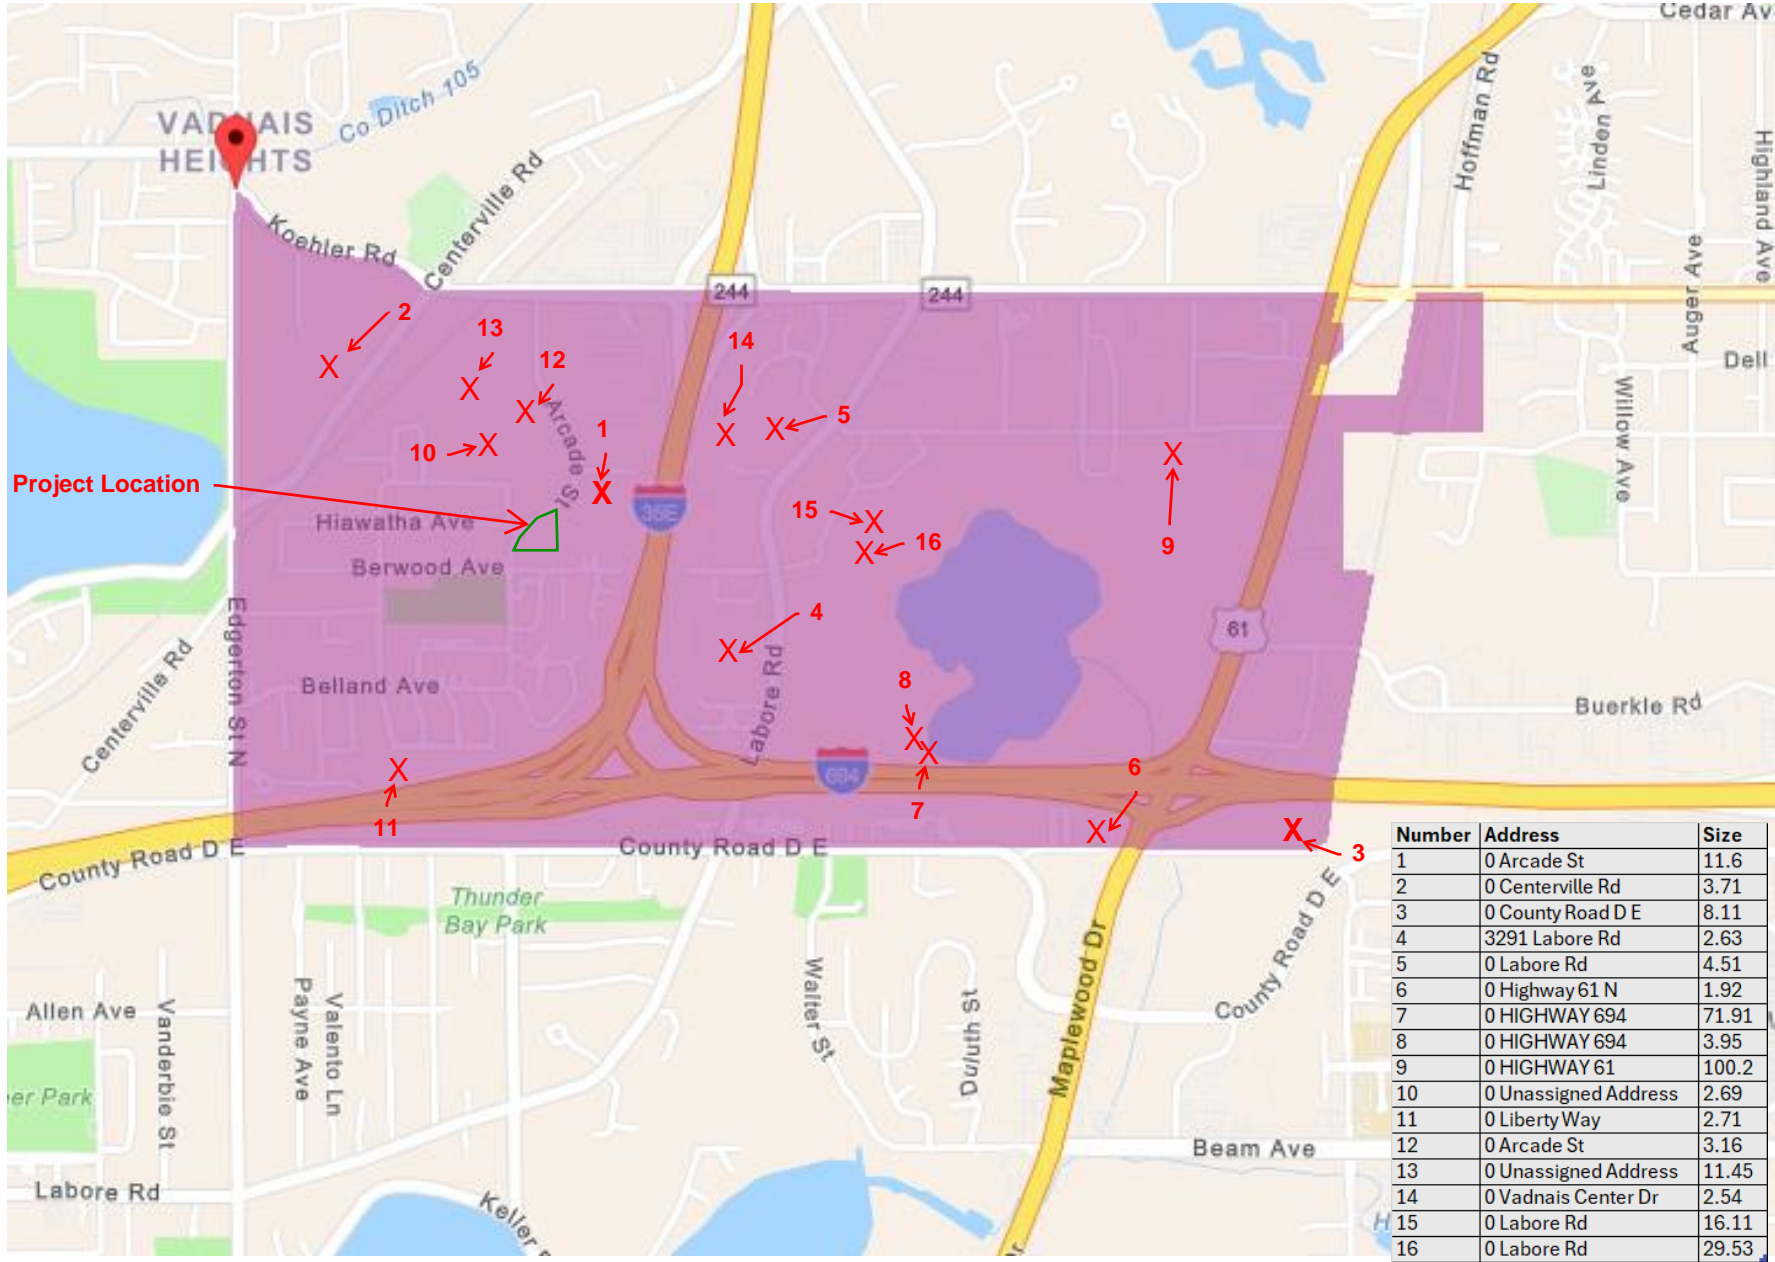 Cedar Av
Co Ditch 105
VADNAIS
HEIGHTS
Centerville Rd
Koehler Rd
Hoffman Rd
Linden Ave
Highland Ave
Auger Ave
Dell
Willow Ave
244
244
2
13
12
14
1
5
10
Arcade St
Project Location
35E
Hiawatha Ave
Berwood Ave
15
16
9
4
61
Edgerton St N
Centerville Rd
Belland Ave
Labore Rd
8
Buerkle Rd
694
6
7
11
3
County Road D E
County Road D E
County Road D E
Thunder
Bay Park
Maplewood Dr
Walter St
Duluth St
Payne Ave
Valento Ln
Vanderbie St
Allen Ave
er Park
Beam Ave
Labore Rd
Keller
Number Address Size
1 0 Arcade St 11.6
2 0 Centerville Rd 3.71
3 0 County Road D E 8.11
4 3291 Labore Rd 2.63
5 0 Labore Rd 4.51
6 0 Highway 61 N 1.92
7 0 HIGHWAY 694 71.91
8 0 HIGHWAY 694 3.95
9 0 HIGHWAY 61 100.2
10 0 Unassigned Address 2.69
11 0 Liberty Way 2.71
12 0 Arcade St 3.16
13 0 Unassigned Address 11.45
14 0 Vadnais Center Dr 2.54
15 0 Labore Rd 16.11
16 0 Labore Rd 29.53